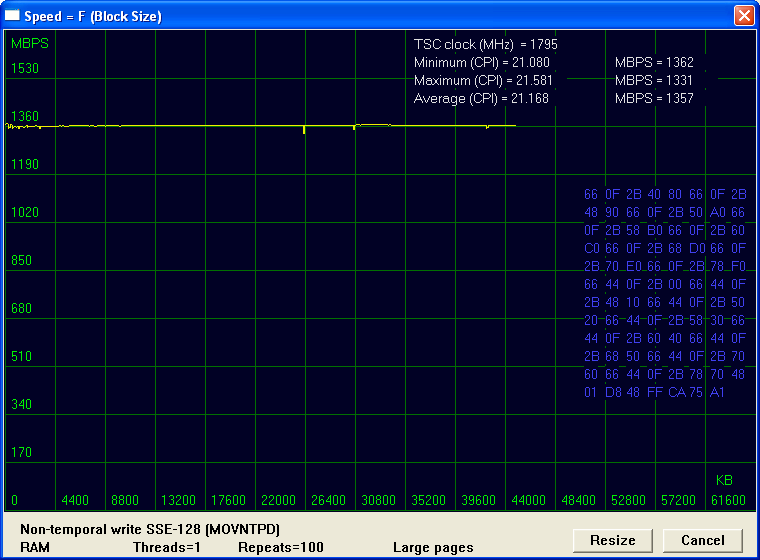 Speed = F (Block Size)
MBPS
TSC clock (MHz) = 1795
Minimum (CPI) = 21.080 MBPS = 1362
Maximum (CPI) = 21.581 MBPS = 1331
Average (CPI) = 21.168 MBPS = 1357
1530
1360
1190
1020
850
680
510
340
170
66 0F 2B 40 80 66 0F 2B
48 90 66 0F 2B 50 A0 66
0F 2B 58 B0 66 0F 2B 60
C0 66 0F 2B 68 D0 66 0F
2B 70 E0 66 0F 2B 78 F0
66 44 0F 2B 00 66 44 0F
2B 48 10 66 44 0F 2B 50
20 66 44 0F 2B 58 30 66
44 0F 2B 60 40 66 44 0F
2B 68 50 66 44 0F 2B 70
60 66 44 0F 2B 78 70 48
01 D8 48 FF CA 75 A1
KB
0 4400 8800 13200 17600 22000 26400 30800 35200 39600 44000 48400 52800 57200 61600
Non-temporal write SSE-128 (MOVNTPD)
RAM Threads=1 Repeats=100 Large pages
Resize Cancel